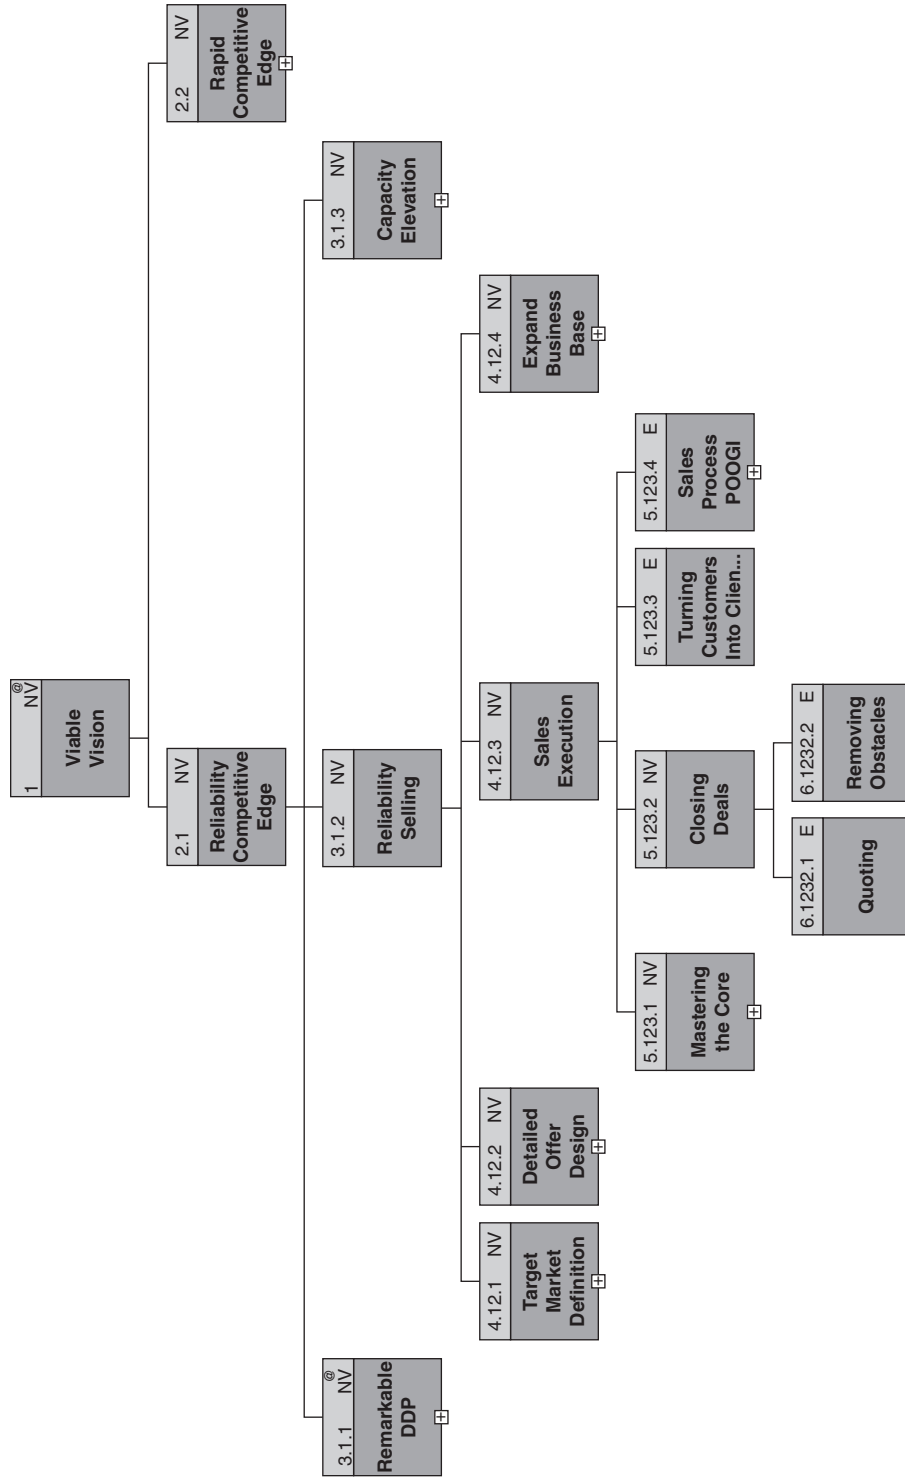 1 NV @
Viable
Vision
2.1 NV
Reliability
Competitive
Edge
2.2 NV
Rapid
Competitive
Edge
+
3.1.1 NV @
Remarkable
DDP
+
3.1.2 NV
Reliability
Selling
3.1.3 NV
Capacity
Elevation
+
4.12.1 NV
Target
Market
Definition
+
4.12.2 NV
Detailed
Offer
Design
+
4.12.3 NV
Sales
Execution
4.12.4 NV
Expand
Business
Base
+
5.123.1 NV
Mastering
the Core
+
5.123.2 NV
Closing
Deals
5.123.3 E
Turning
Customers
Into Clien...
5.123.4 E
Sales
Process
POOGI
+
6.1232.1 E
Quoting
6.1232.2 E
Removing
Obstacles